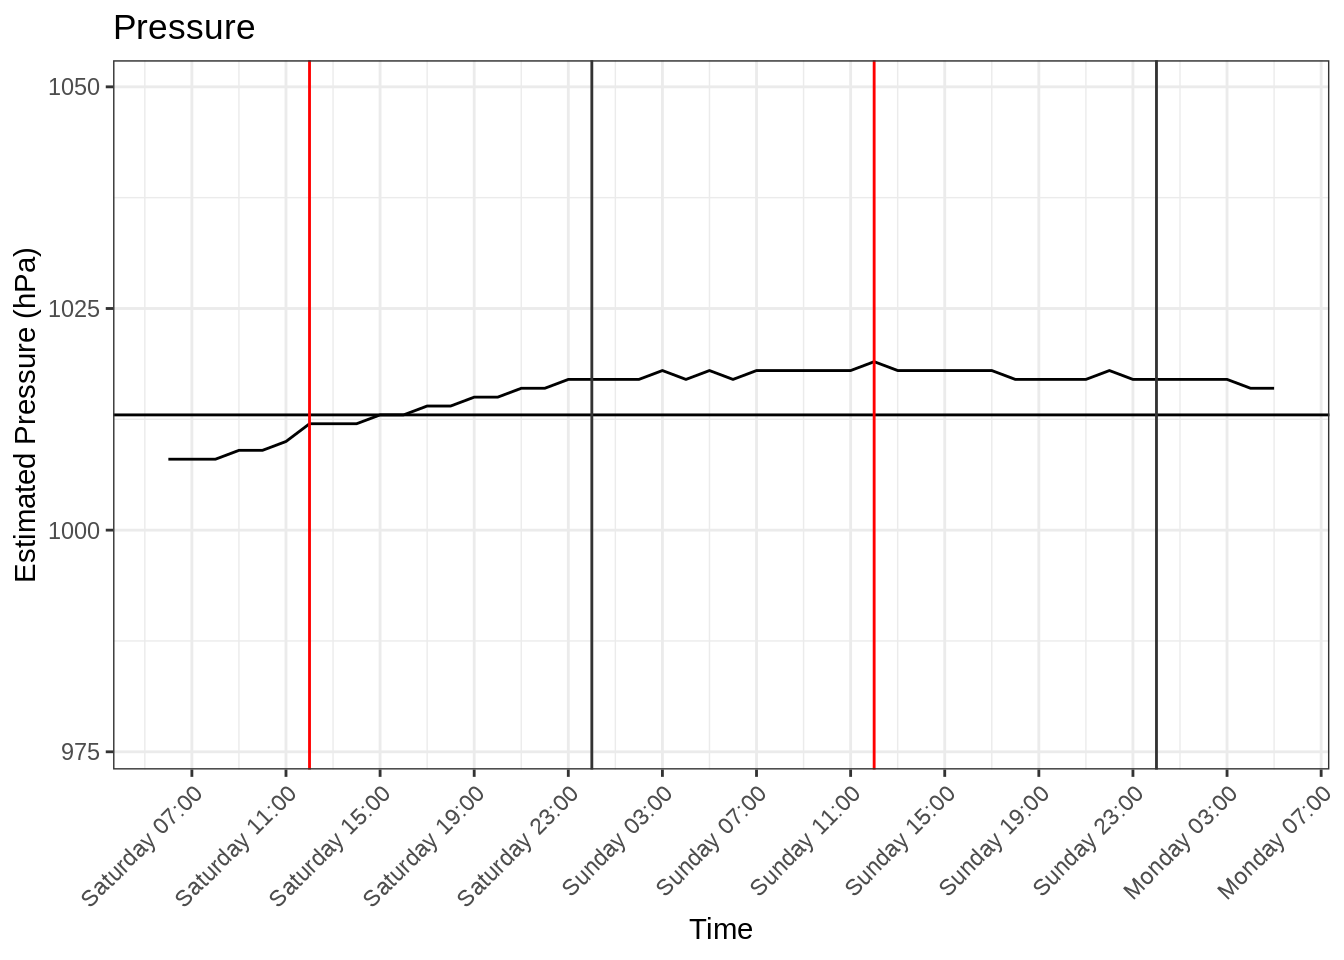 Pressure
Estimated Pressure (hPa)
1050
1025
1000
975
Saturday 07:00
Saturday 11:00
Saturday 15:00
Saturday 19:00
Saturday 23:00
Sunday 03:00
Sunday 07:00
Sunday 11:00
Sunday 15:00
Sunday 19:00
Sunday 23:00
Monday 03:00
Monday 07:00
Time